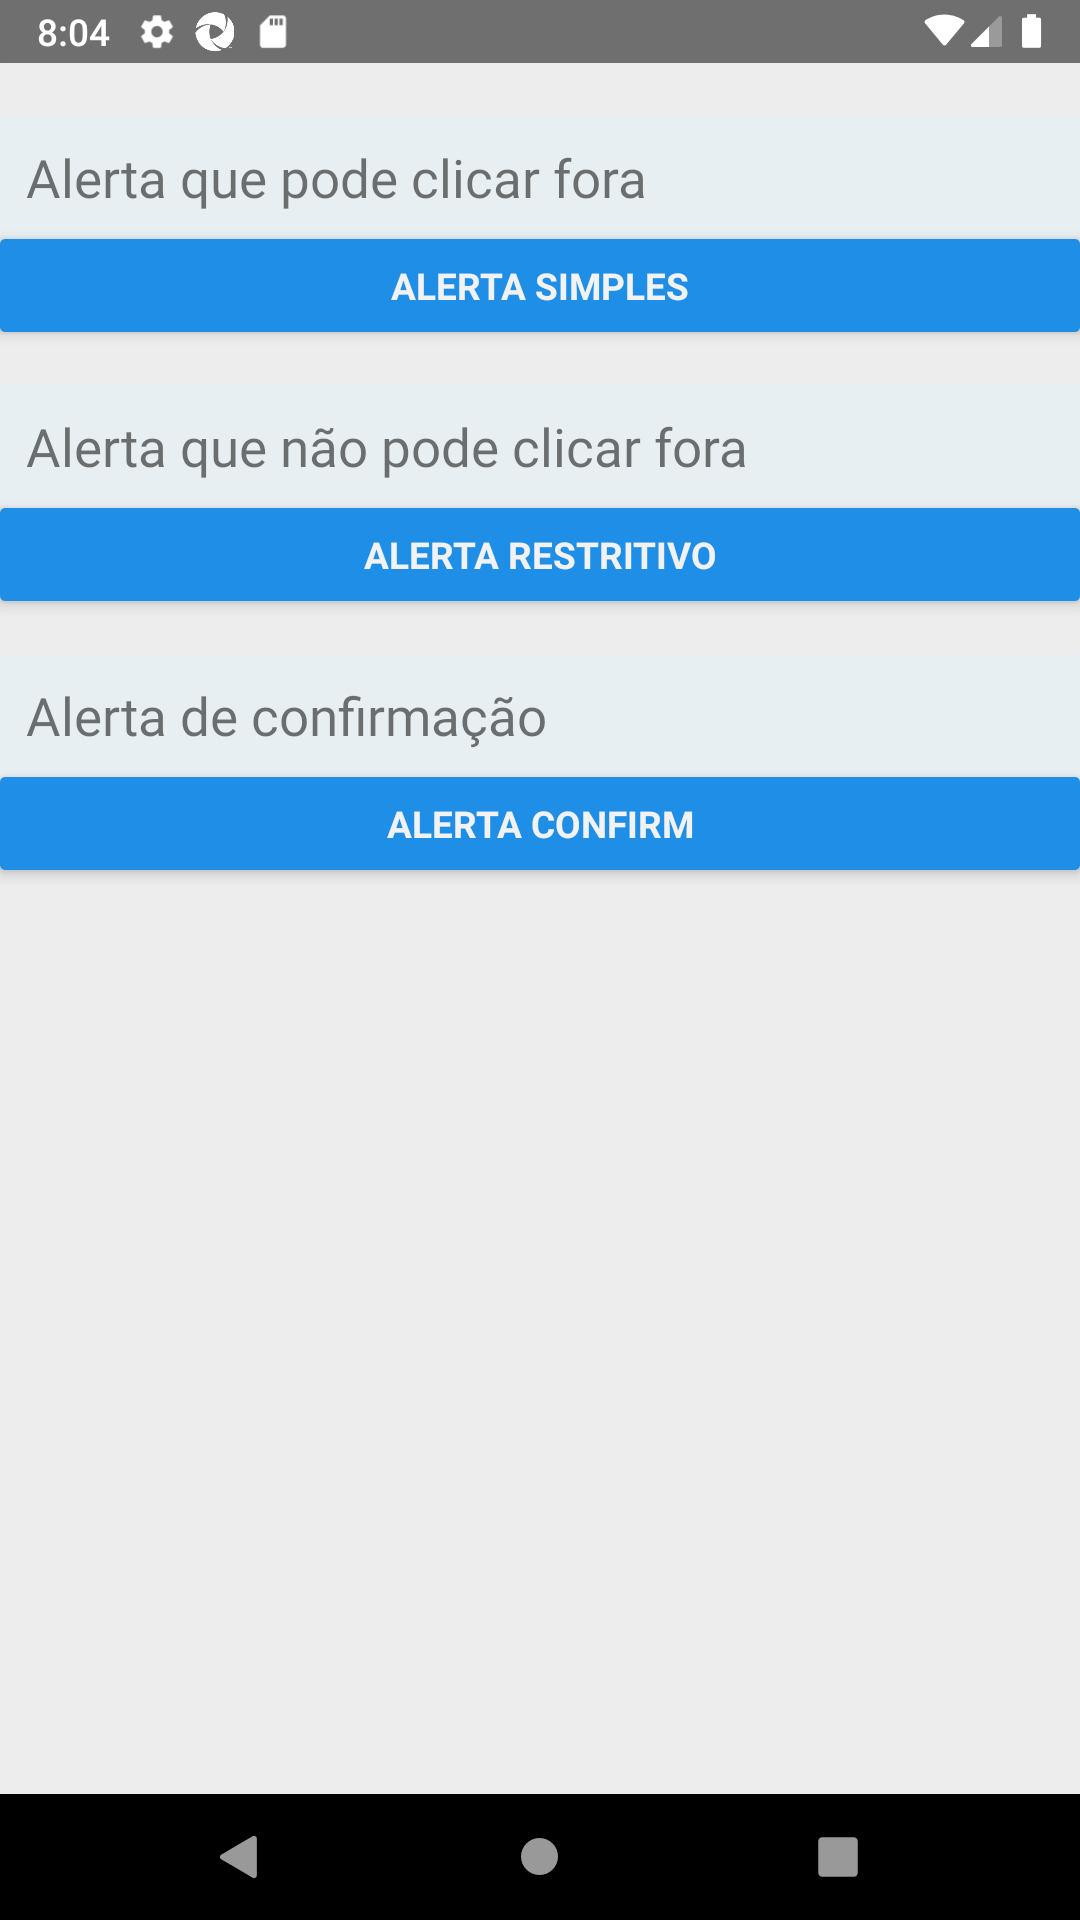 8:04
Alerta que pode clicar fora
ALERTA SIMPLES
Alerta que não pode clicar fora
ALERTA RESTRITIVO
Alerta de confirmação
ALERTA CONFIRM